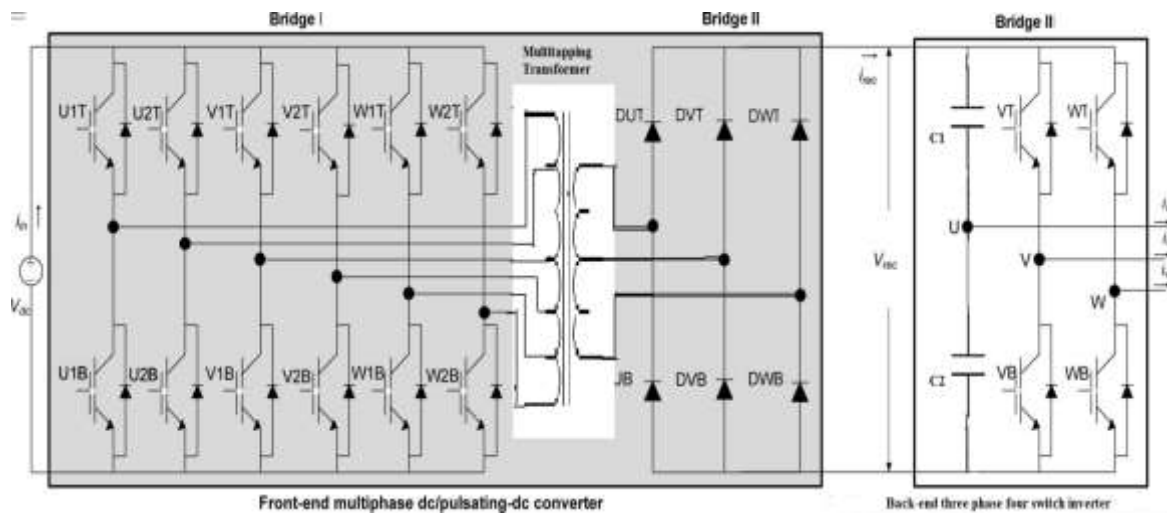 Bridge I
Bridge II
Bridge II
Multitapping
Transformer
U1T
U2T
V1T
V2T
W1T
W2T
DUT
DVT
DWT
VT
WT
C1
U
V
W
Vrec
U1B
U2B
V1B
V2B
W1B
W2B
JB
DVB
DWB
C2
VB
WB
Front-end multiphase dc/pulsating-dc converter
Back-end three phase four switch inverter